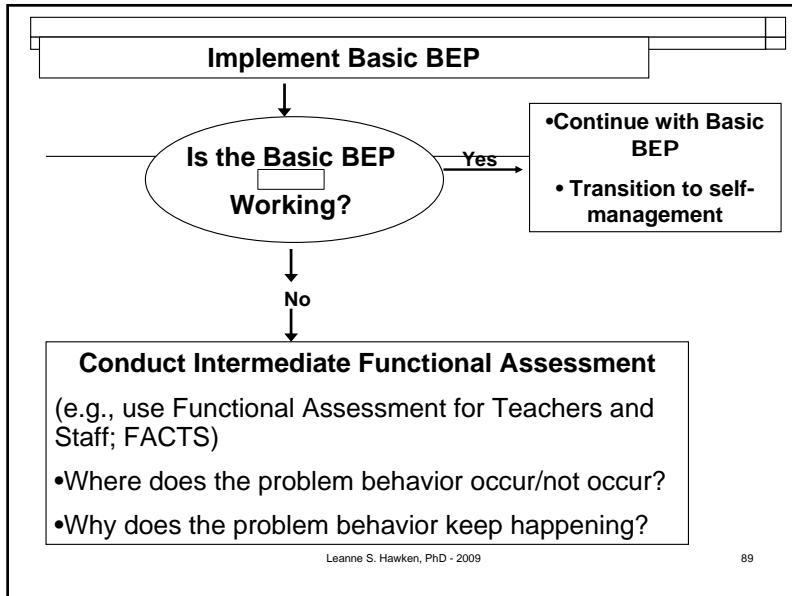 Implement Basic BEP
Is the Basic BEP
Working?
Yes
•Continue with Basic
BEP
• Transition to self-
management
No
Conduct Intermediate Functional Assessment
(e.g., use Functional Assessment for Teachers and
Staff; FACTS)
•Where does the problem behavior occur/not occur?
•Why does the problem behavior keep happening?
Leanne S. Hawken, PhD - 2009
89